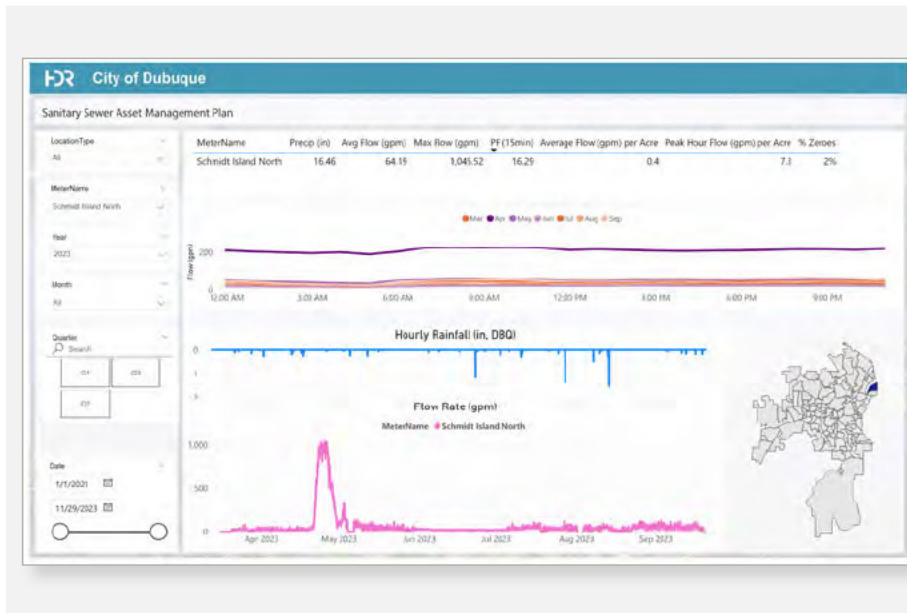 HDR City of Dubuque
Sanitary Sewer Asset Management Plan
LocationType
All
MeterName
Schmidt Island North
Year
2023
Month
All
Quarter
Search
Date
1/1/2021
11/29/2023
MeterName Precip (in) Avg Flow (gpm) Max Flow (gpm) PF(15min) Average Flow (gpm) per Acre Peak Hour Flow (gpm) per Acre % Zeroes
Schmidt Island North 16.46 64.19 1,045.52 16.29 0.4 7.1 2%
Mar Apr May Jun Jul Aug Sep
Flow (gpm)
200
0
12:00 AM 3:00 AM 6:00 AM 9:00 AM 12:00 PM 3:00 PM 6:00 PM 9:00 PM
Hourly Rainfall (in, DBQ)
0
1
Flow Rate (gpm)
MeterName Schmidt Island North
1,000
500
0
Apr 2023 May 2023 Jun 2023 Jul 2023 Aug 2023 Sep 2023